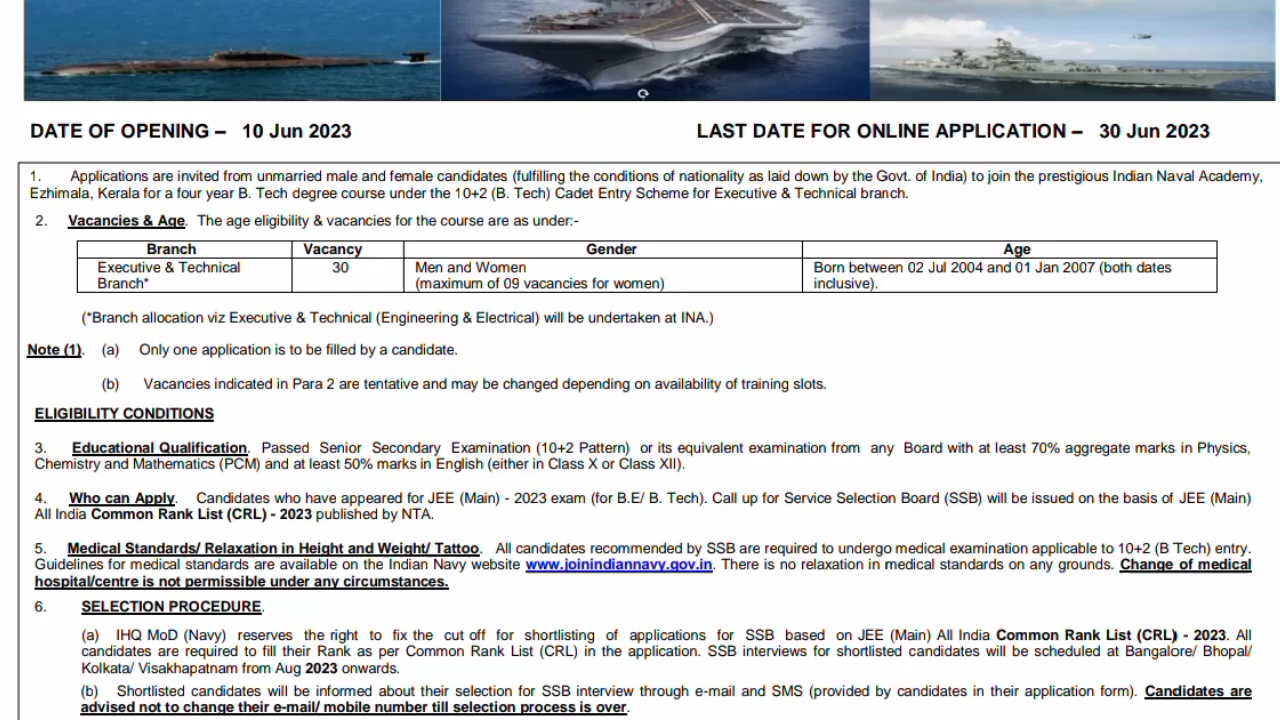 DATE OF OPENING – 10 Jun 2023 LAST DATE FOR ONLINE APPLICATION – 30 Jun 2023
1. Applications are invited from unmarried male and female candidates (fulfilling the conditions of nationality as laid down by the Govt. of India) to join the prestigious Indian Naval Academy,
Ezhimala, Kerala for a four year B. Tech degree course under the 10+2 (B. Tech) Cadet Entry Scheme for Executive & Technical branch.
2. Vacancies & Age. The age eligibility & vacancies for the course are as under:-
Branch Vacancy Gender Age
Executive & Technical 30 Men and Women Born between 02 Jul 2004 and 01 Jan 2007 (both dates
Branch* (maximum of 09 vacancies for women) inclusive).
(*Branch allocation viz Executive & Technical (Engineering & Electrical) will be undertaken at INA.)
Note (1). (a) Only one application is to be filled by a candidate.
(b) Vacancies indicated in Para 2 are tentative and may be changed depending on availability of training slots.
ELIGIBILITY CONDITIONS
3. Educational Qualification. Passed Senior Secondary Examination (10+2 Pattern) or its equivalent examination from any Board with at least 70% aggregate marks in Physics,
Chemistry and Mathematics (PCM) and at least 50% marks in English (either in Class X or Class XII).
4. Who can Apply. Candidates who have appeared for JEE (Main) - 2023 exam (for B.E/ B. Tech). Call up for Service Selection Board (SSB) will be issued on the basis of JEE (Main)
All India Common Rank List (CRL) - 2023 published by NTA.
5. Medical Standards/ Relaxation in Height and Weight/ Tattoo. All candidates recommended by SSB are required to undergo medical examination applicable to 10+2 (B Tech) entry.
Guidelines for medical standards are available on the Indian Navy website www.joinindiannavy.gov.in. There is no relaxation in medical standards on any grounds. Change of medical
hospital/centre is not permissible under any circumstances.
6. SELECTION PROCEDURE.
(a) IHQ MoD (Navy) reserves the right to fix the cut off for shortlisting of applications for SSB based on JEE (Main) All India Common Rank List (CRL) - 2023. All
candidates are required to fill their Rank as per Common Rank List (CRL) in the application. SSB interviews for shortlisted candidates will be scheduled at Bangalore/ Bhopal/
Kolkata/ Visakhapatnam from Aug 2023 onwards.
(b) Shortlisted candidates will be informed about their selection for SSB interview through e-mail and SMS (provided by candidates in their application form). Candidates are
advised not to change their e-mail/ mobile number till selection process is over.